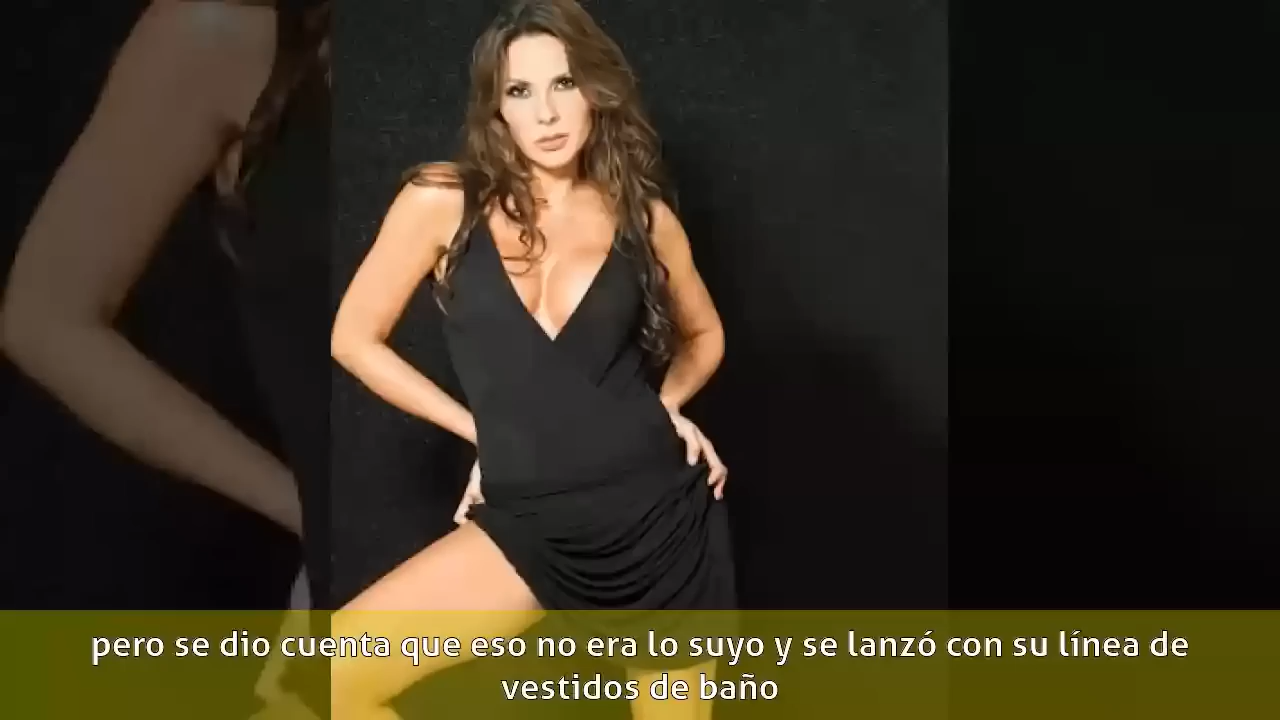 pero se dio cuenta que eso no era lo suyo y se lanzó con su línea de
vestidos de baño